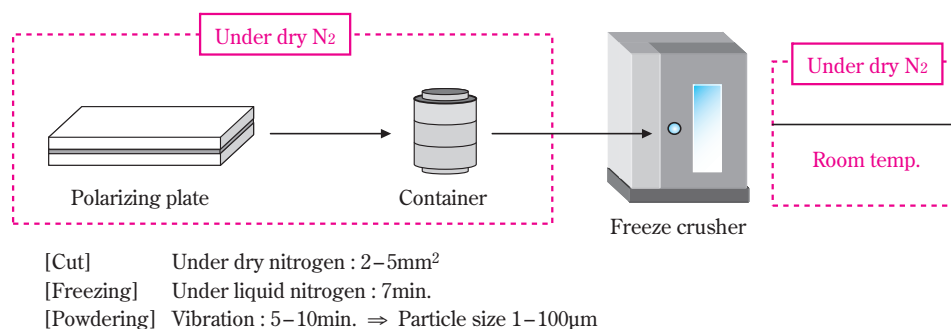 Under dry N2
Under dry N2
Room temp.
Polarizing plate
Container
Freeze crusher
[Cut] Under dry nitrogen : 2–5mm²
[Freezing] Under liquid nitrogen : 7min.
[Powdering] Vibration : 5–10min. ⇒ Particle size 1–100μm